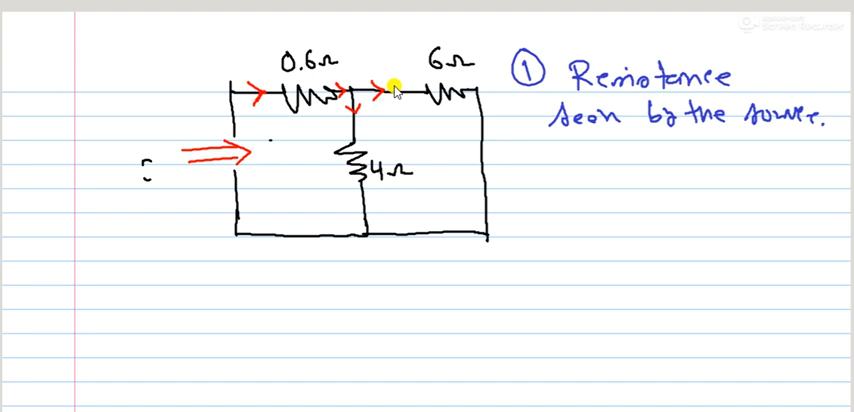 0.6Ω
6Ω
① Resistance
seen by the source.
4Ω